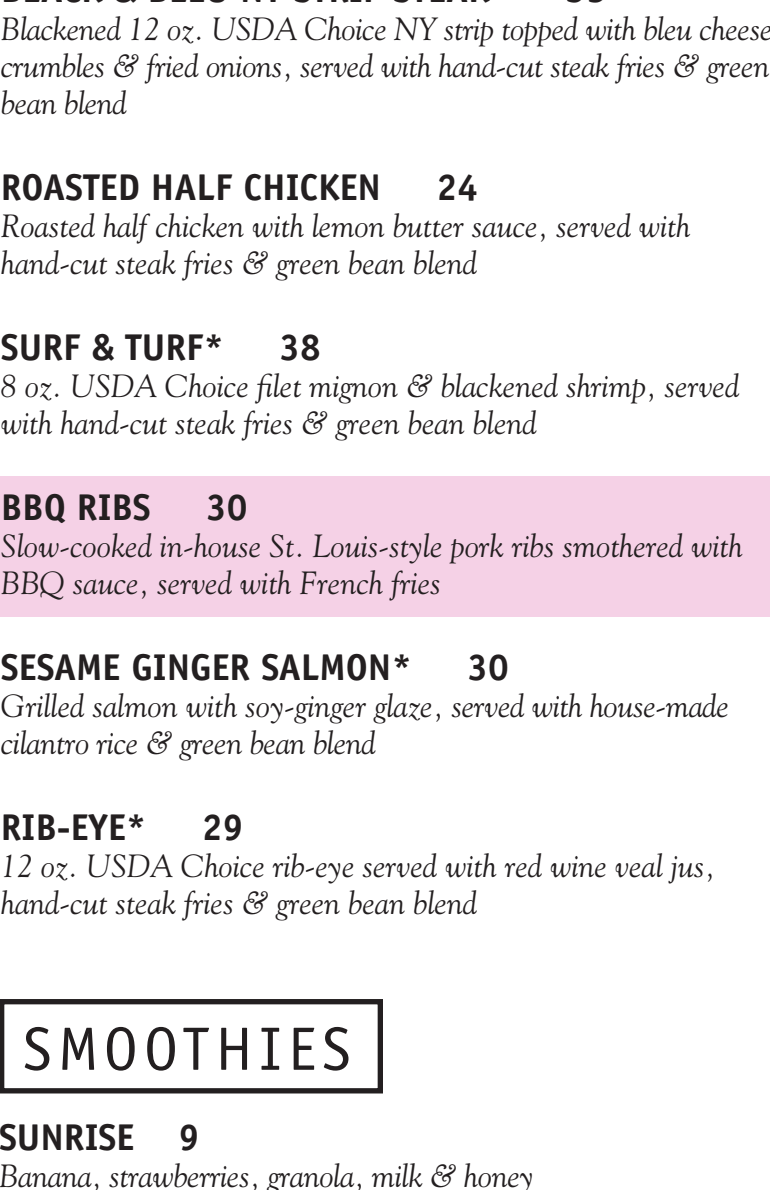 BLACK & BLEU NY STRIP STEAK*
Blackened 12 oz. USDA Choice NY strip topped with bleu cheese
crumbles & fried onions, served with hand-cut steak fries & green
bean blend
ROASTED HALF CHICKEN 24
Roasted half chicken with lemon butter sauce, served with
hand-cut steak fries & green bean blend
SURF & TURF* 38
8 oz. USDA Choice filet mignon & blackened shrimp, served
with hand-cut steak fries & green bean blend
BBQ RIBS 30
Slow-cooked in-house St. Louis-style pork ribs smothered with
BBQ sauce, served with French fries
SESAME GINGER SALMON* 30
Grilled salmon with soy-ginger glaze, served with house-made
cilantro rice & green bean blend
RIB-EYE* 29
12 oz. USDA Choice rib-eye served with red wine veal jus,
hand-cut steak fries & green bean blend
SMOOTHIES
SUNRISE 9
Banana, strawberries, granola, milk & honey